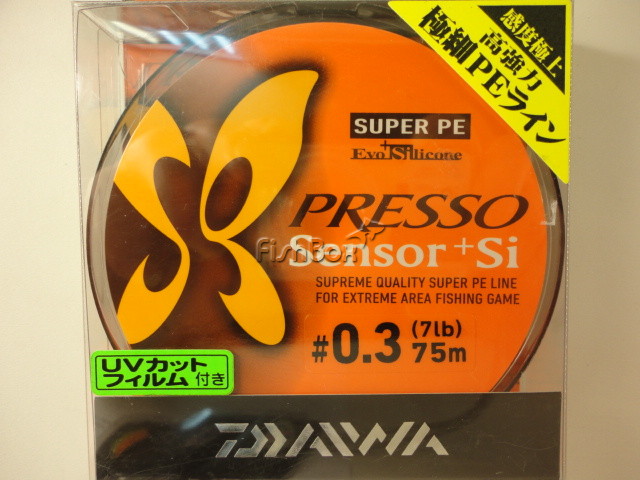 感度極上
高強力
極細PEライン
SUPER PE
Evo+Silicone
PRESSO
Sensor+Si
FishBox
SUPREME QUALITY SUPER PE LINE
FOR EXTREME AREA FISHING GAME
#0.3 (7lb)
75m
UVカット
フィルム付き
DAIWA